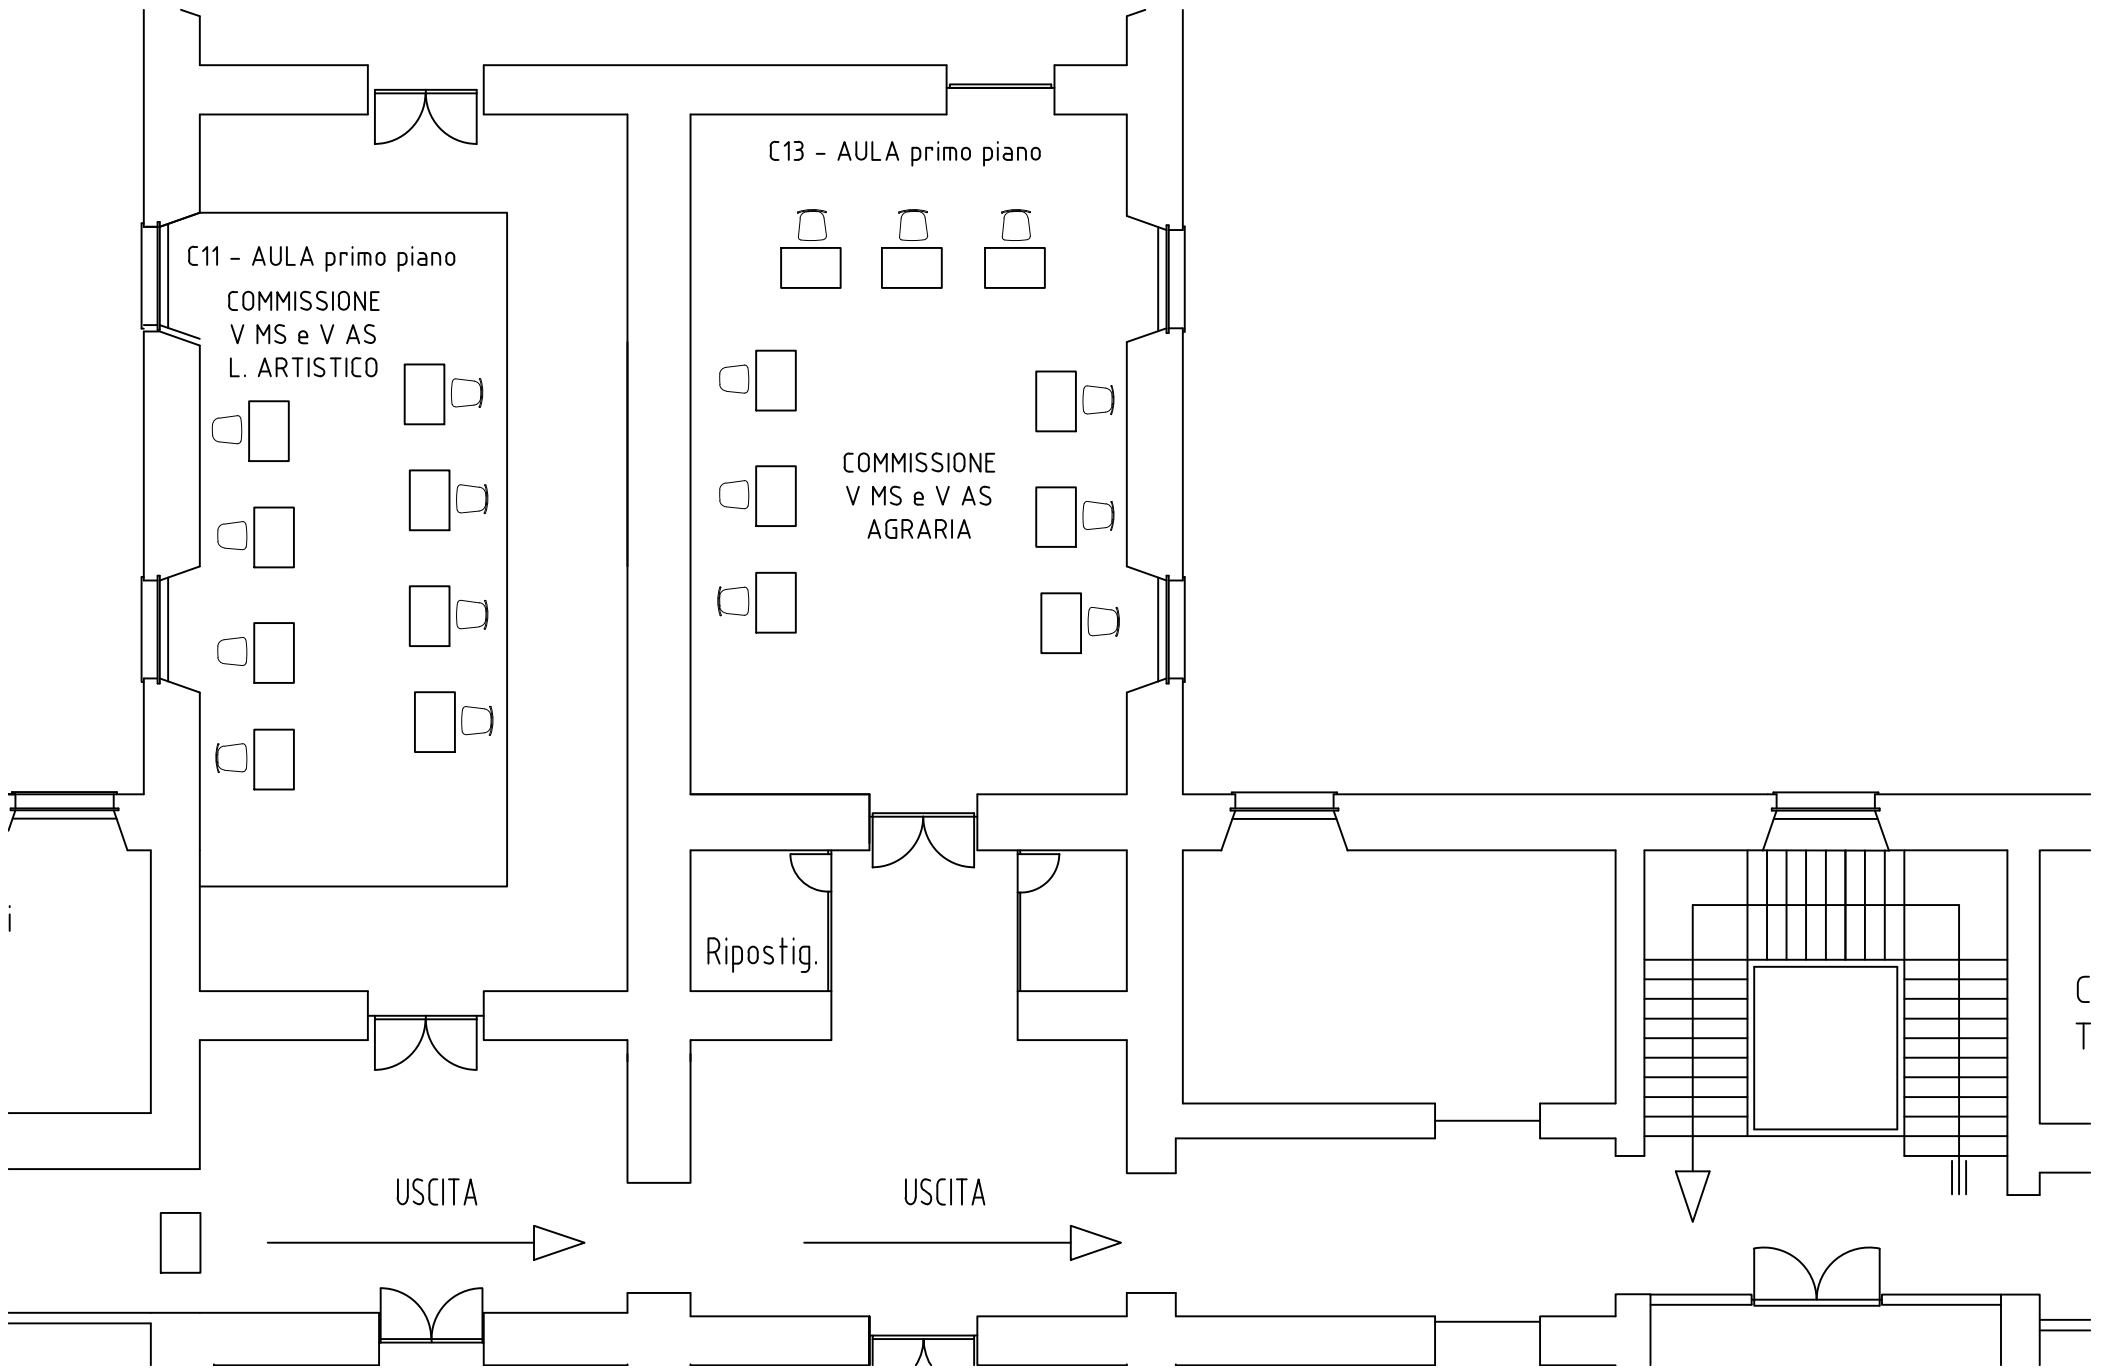 C13 - AULA primo piano
C11 - AULA primo piano
COMMISSIONE
V MS e V AS
L. ARTISTICO
COMMISSIONE
V MS e V AS
AGRARIA
i
Ripostig.
C
T
USCITA
USCITA